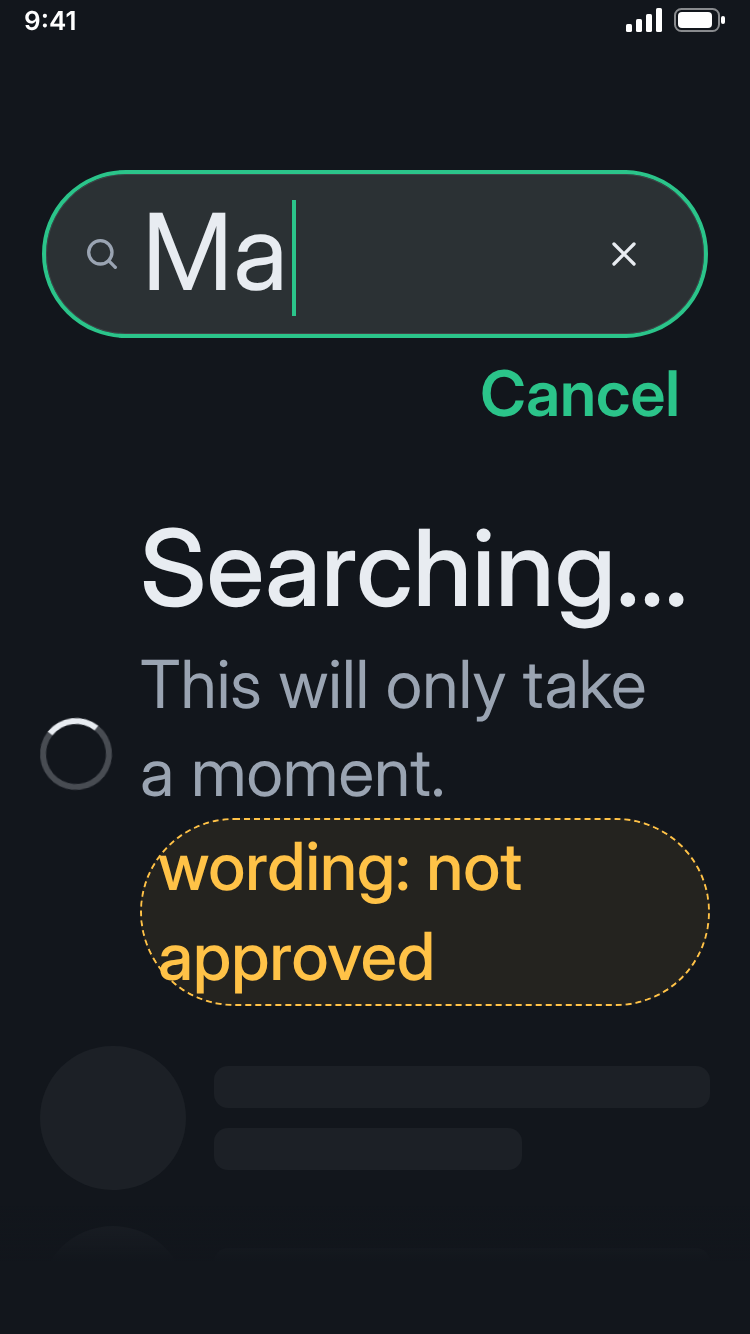 9:41
Ma
Cancel
Searching...
This will only take
a moment.
wording: not
approved